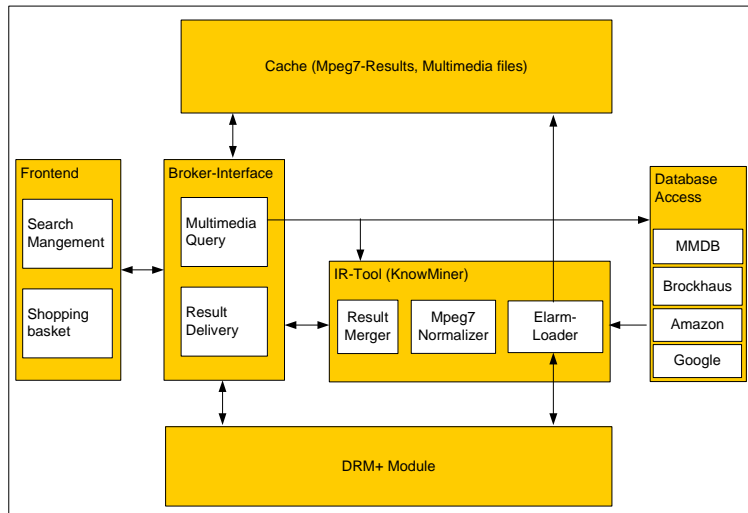 Cache (Mpeg7-Results, Multimedia files)
Frontend
Search
Mangement
Shopping
basket
Broker-Interface
Multimedia
Query
Result
Delivery
IR-Tool (KnowMiner)
Result
Merger
Mpeg7
Normalizer
Elarm-
Loader
Database
Access
MMDB
Brockhaus
Amazon
Google
DRM+ Module